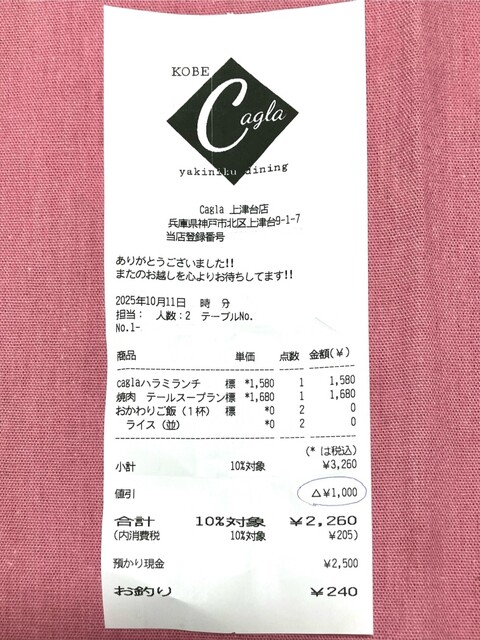 KOBE
Cagla
yakiniku dining
Cagla 上津台店
兵庫県神戸市北区上津台9-1-7
当店登録番号
ありがとうございました!!
またのお越しを心よりお待ちしてます!!
2025年10月11日 時 分
担当: 人数:2 テーブルNo.
No.1-
商品 単価 点数 金額(¥)
caglaハラミランチ 標 *1,580 1 1,580
焼肉 テールスープラン標 *1,680 1 1,680
おかわりご飯(1杯) 標 *0 2 0
ライス(並) *0 2 0
(* は税込)
小計 10%対象 ¥3,260
値引 △¥1,000
合計 10%対象 ¥2,260
(内消費税 10%対象 ¥205)
預かり現金 ¥2,500
お釣り ¥240